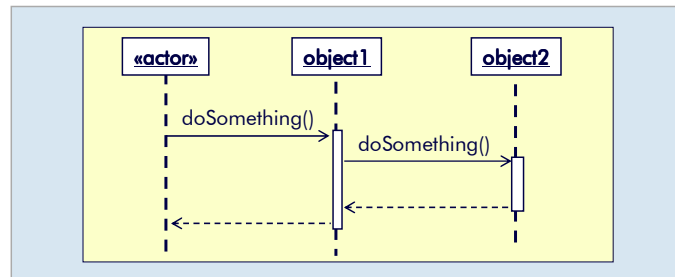 «actor»
object1
object2
doSomething()
doSomething()